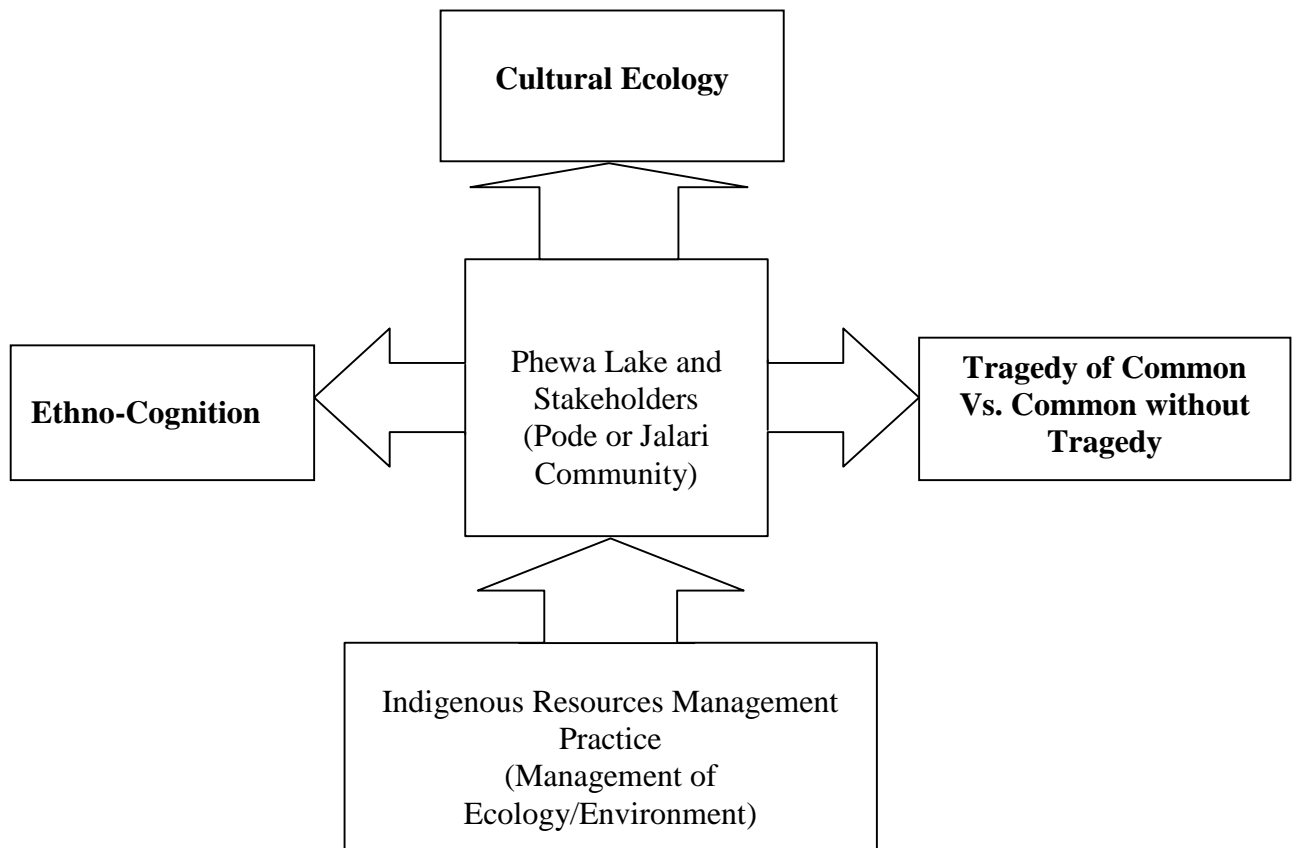 Cultural Ecology
Ethno-Cognition
Phewa Lake and
Stakeholders
(Pode or Jalari
Community)
Tragedy of Common
Vs. Common without
Tragedy
Indigenous Resources Management
Practice
(Management of
Ecology/Environment)